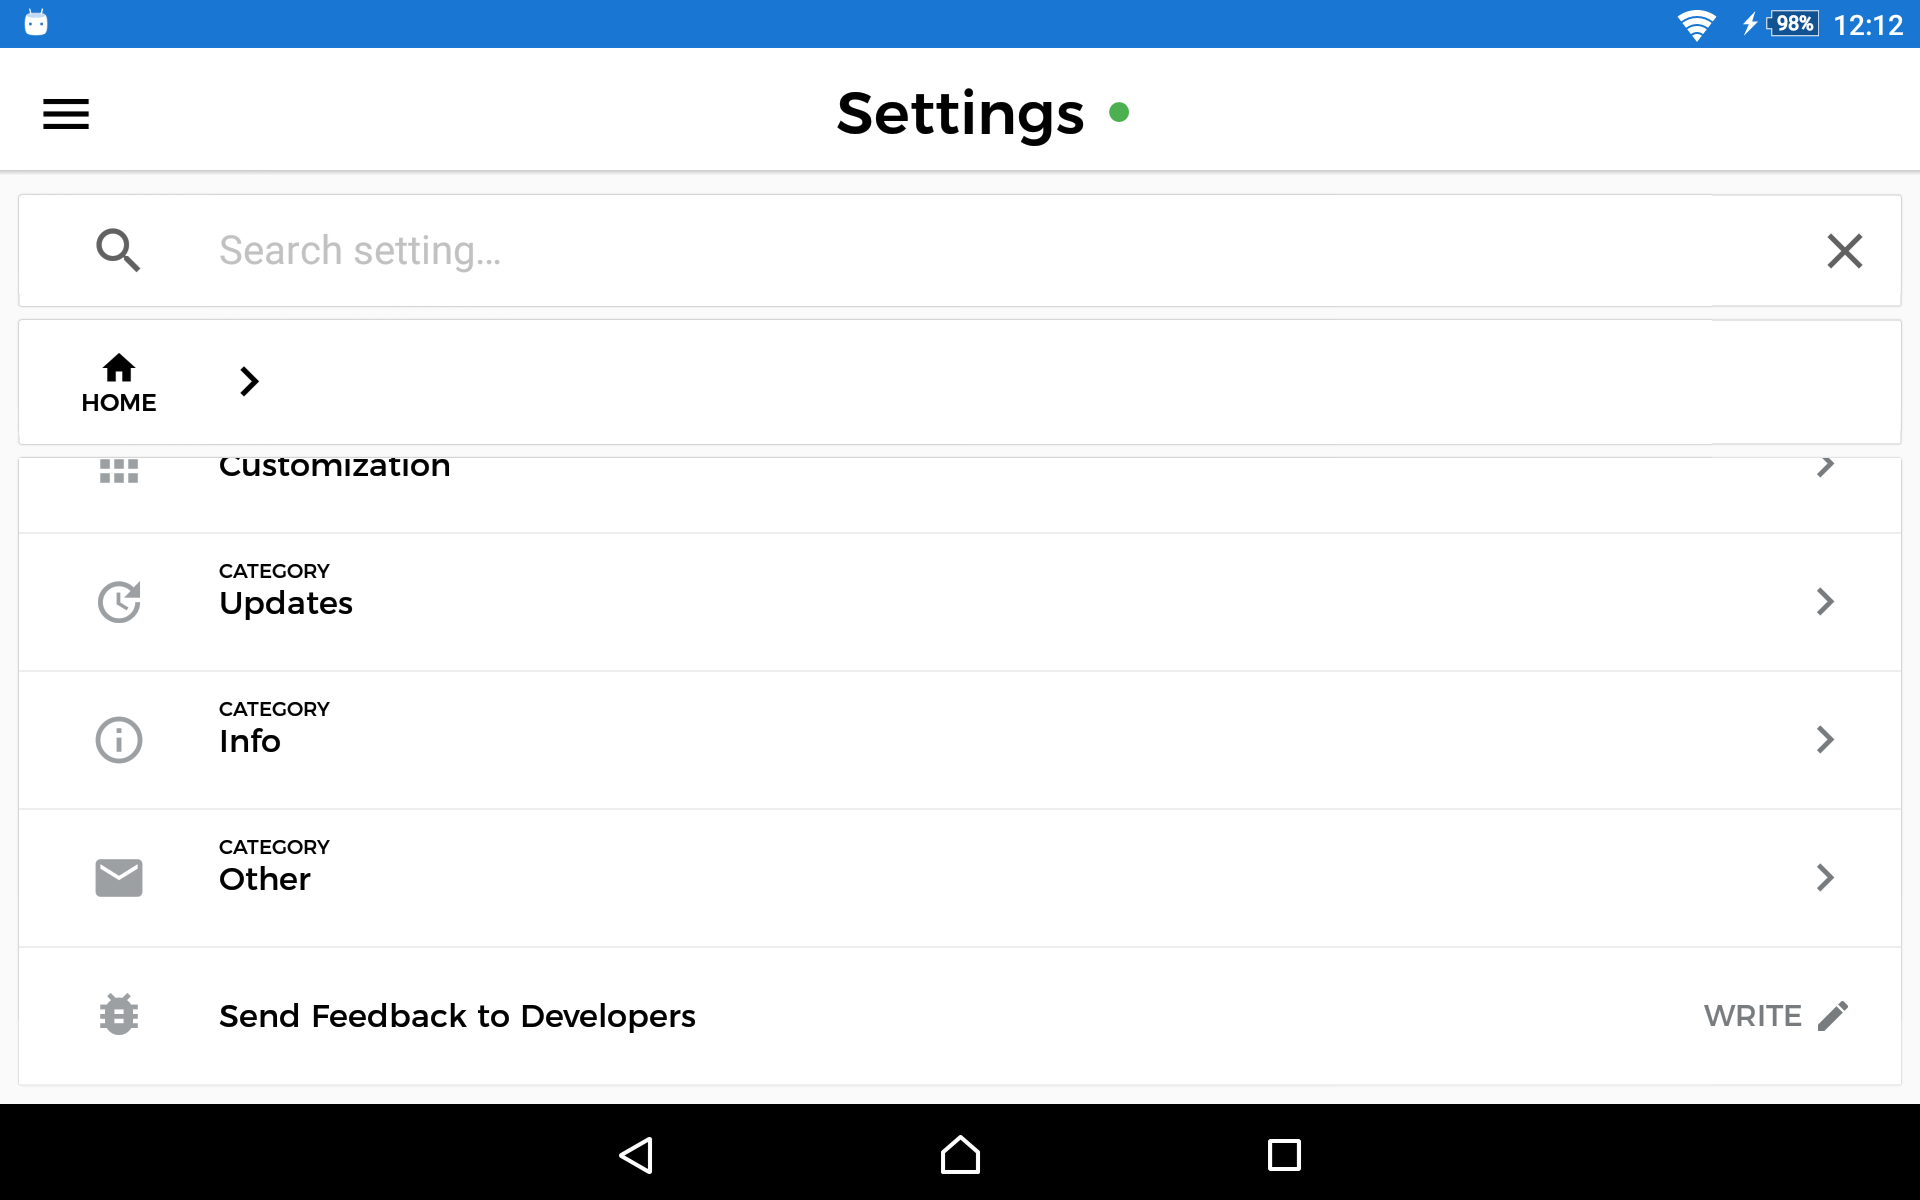 98% 12:12
Settings
Search setting...
HOME
Customization
CATEGORY
Updates
CATEGORY
Info
CATEGORY
Other
Send Feedback to Developers
WRITE